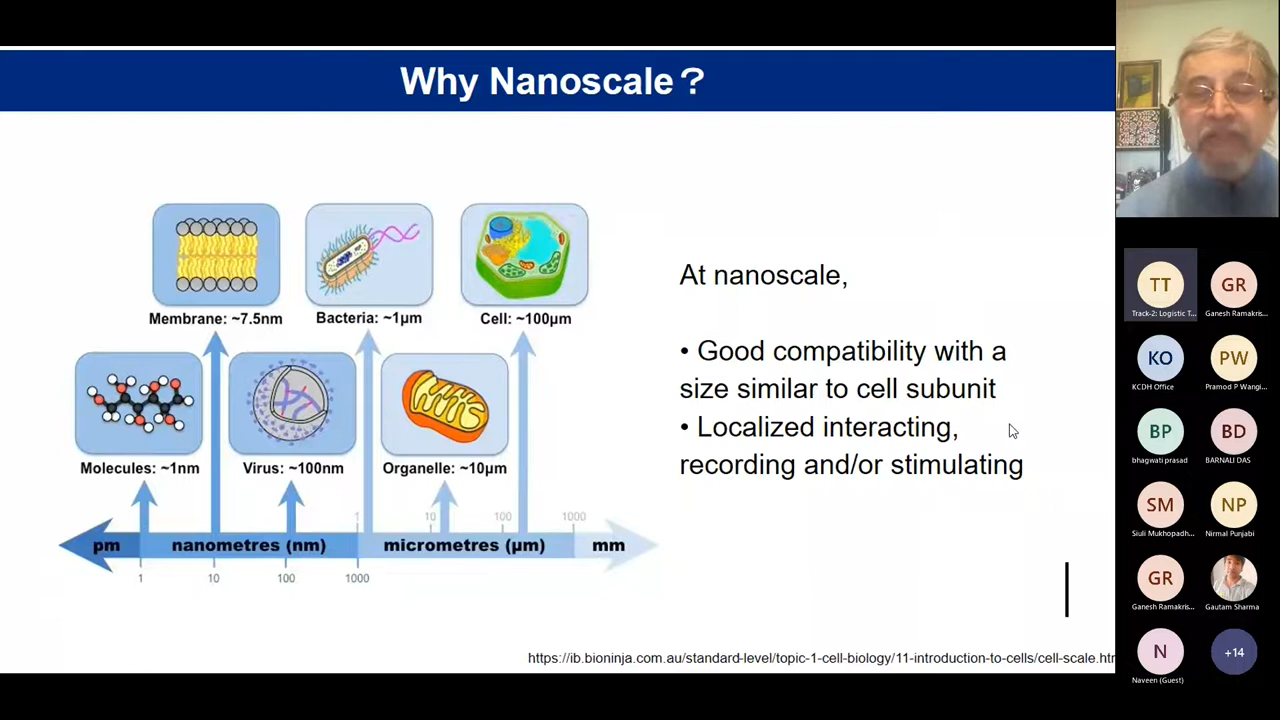 Why Nanoscale？
Membrane: ~7.5nm
Bacteria: ~1µm
Cell: ~100µm
Molecules: ~1nm
Virus: ~100nm
Organelle: ~10µm
1
10
100
1000
pm
nanometres (nm)
micrometres (µm)
mm
1
10
100
1000
At nanoscale,
• Good compatibility with a
size similar to cell subunit
• Localized interacting,
recording and/or stimulating
https://ib.bioninja.com.au/standard-level/topic-1-cell-biology/11-introduction-to-cells/cell-scale.htm
TT
Track-2: Logistic T...
GR
Ganesh Ramakris...
KO
KCDH Office
PW
Pramod P Wangi...
BP
bhagwati prasad
BD
BARNALI DAS
SM
Siuli Mukhopadh...
NP
Nirmal Punjabi
GR
Ganesh Ramakris...
Gautam Sharma
N
Naveen (Guest)
+14